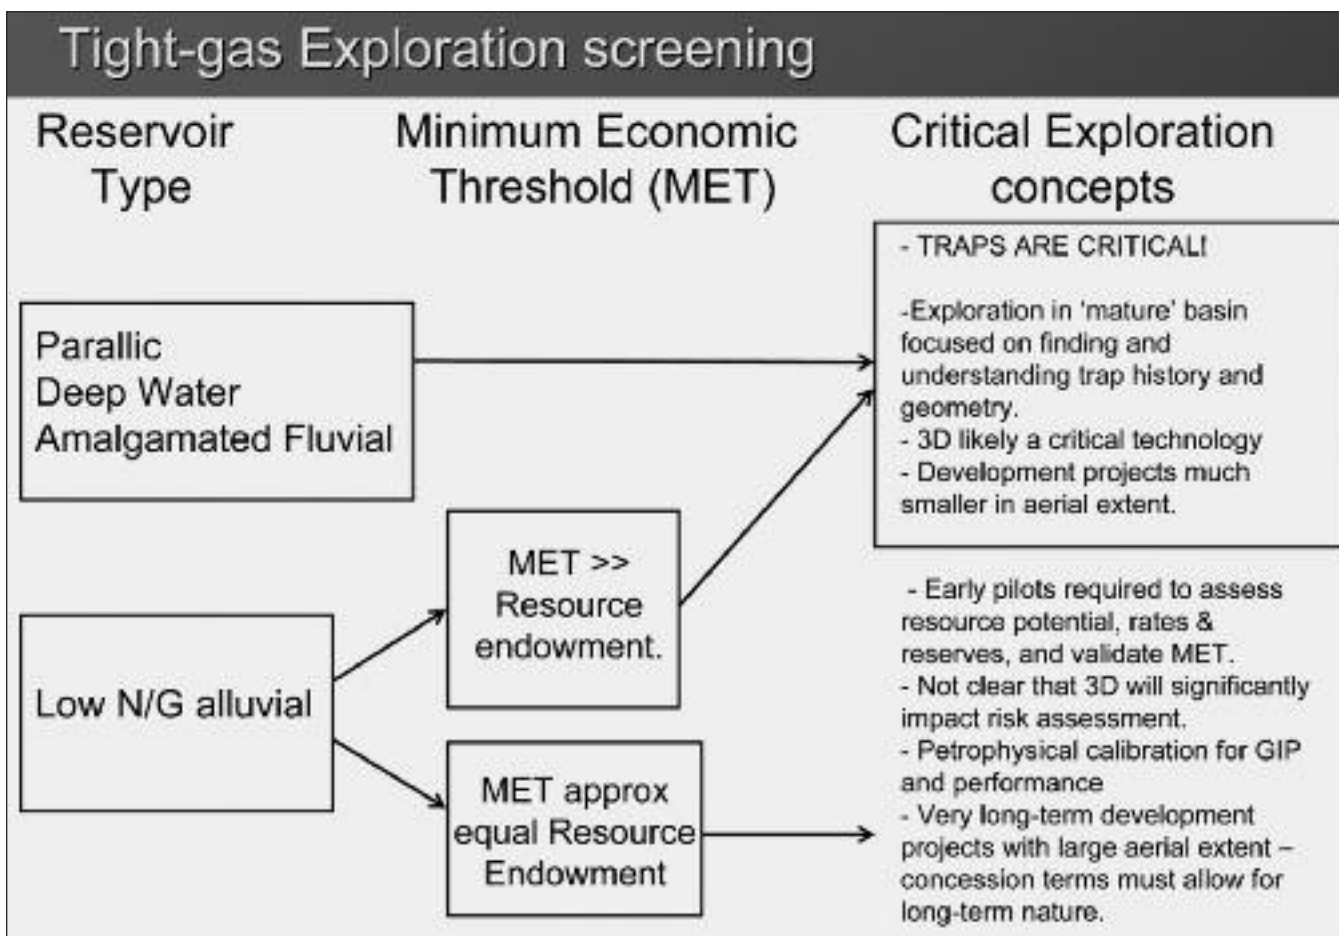 Tight-gas Exploration screening
Reservoir
Type
Minimum Economic
Threshold (MET)
Critical Exploration
concepts
Parallic
Deep Water
Amalgamated Fluvial
Low N/G alluvial
MET >>
Resource
endowment.
MET approx
equal Resource
Endowment
- TRAPS ARE CRITICAL!
-Exploration in 'mature' basin
focused on finding and
understanding trap history and
geometry.
- 3D likely a critical technology
- Development projects much
smaller in aerial extent.
- Early pilots required to assess
resource potential, rates &
reserves, and validate MET.
- Not clear that 3D will significantly
impact risk assessment.
- Petrophysical calibration for GIP
and performance
- Very long-term development
projects with large aerial extent –
concession terms must allow for
long-term nature.